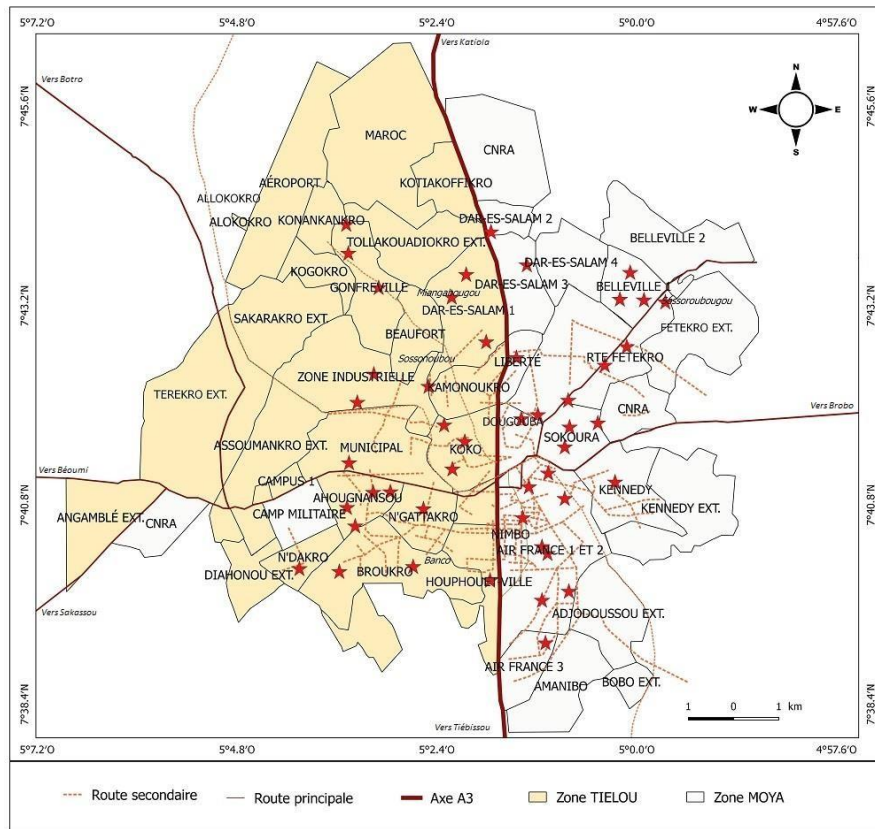 5°7.2'O 5°4.8'O 5°2.4'O 5°0.0'O 4°57.6'O
Vers Katiola
Vers Botro
7°45.6'N 7°45.6'N
N
W E
S
MAROC
CNRA
AÉROPORT
KOTIAKOFFIKRO
ALLOKOKRO
ALOKOKRO
KONANKANKRO
DAR-ES-SALAM 2
TOLLAKOUADIOKRO EXT.
BELLEVILLE 2
KOGOKRO
DAR-ES-SALAM 4
GONFREVILLE
DAR-ES-SALAM 3
BELLEVILLE 1
7°43.2'N 7°43.2'N
DAR-ES-SALAM 1
SAKARAKRO EXT.
FÉTEKRO EXT.
BEAUFORT
LIBERTÉ
RTE FÉTEKRO
ZONE INDUSTRIELLE
KAMONOUKRO
TEREKRO EXT.
CNRA
Vers Brobo
DOUGOUBA
SOKOURA
ASSOUMANKRO EXT.
MUNICIPAL
KOKO
Vers Béoumi
CAMPUS 1
AHOUGNANSOU
KENNEDY
7°40.8'N 7°40.8'N
KENNEDY EXT.
CAMP MILITAIRE
N'GATTAKRO
ANGAMBLÉ EXT.
CNRA
NIMBO
AIR FRANCE 1 ET 2
N'DAKRO
Banco
DIAHONOU EXT.
BROUKRO
HOUPHOUET VILLE
Vers Sakassou
ADJODOUSSOU EXT.
AIR FRANCE 3
AMANIBO
BOBO EXT.
7°38.4'N 7°38.4'N
1 0 1 km
Vers Tiébissou
5°7.2'O 5°4.8'O 5°2.4'O 5°0.0'O 4°57.6'O
Route secondaire Route principale Axe A3 Zone TIELOU Zone MOYA